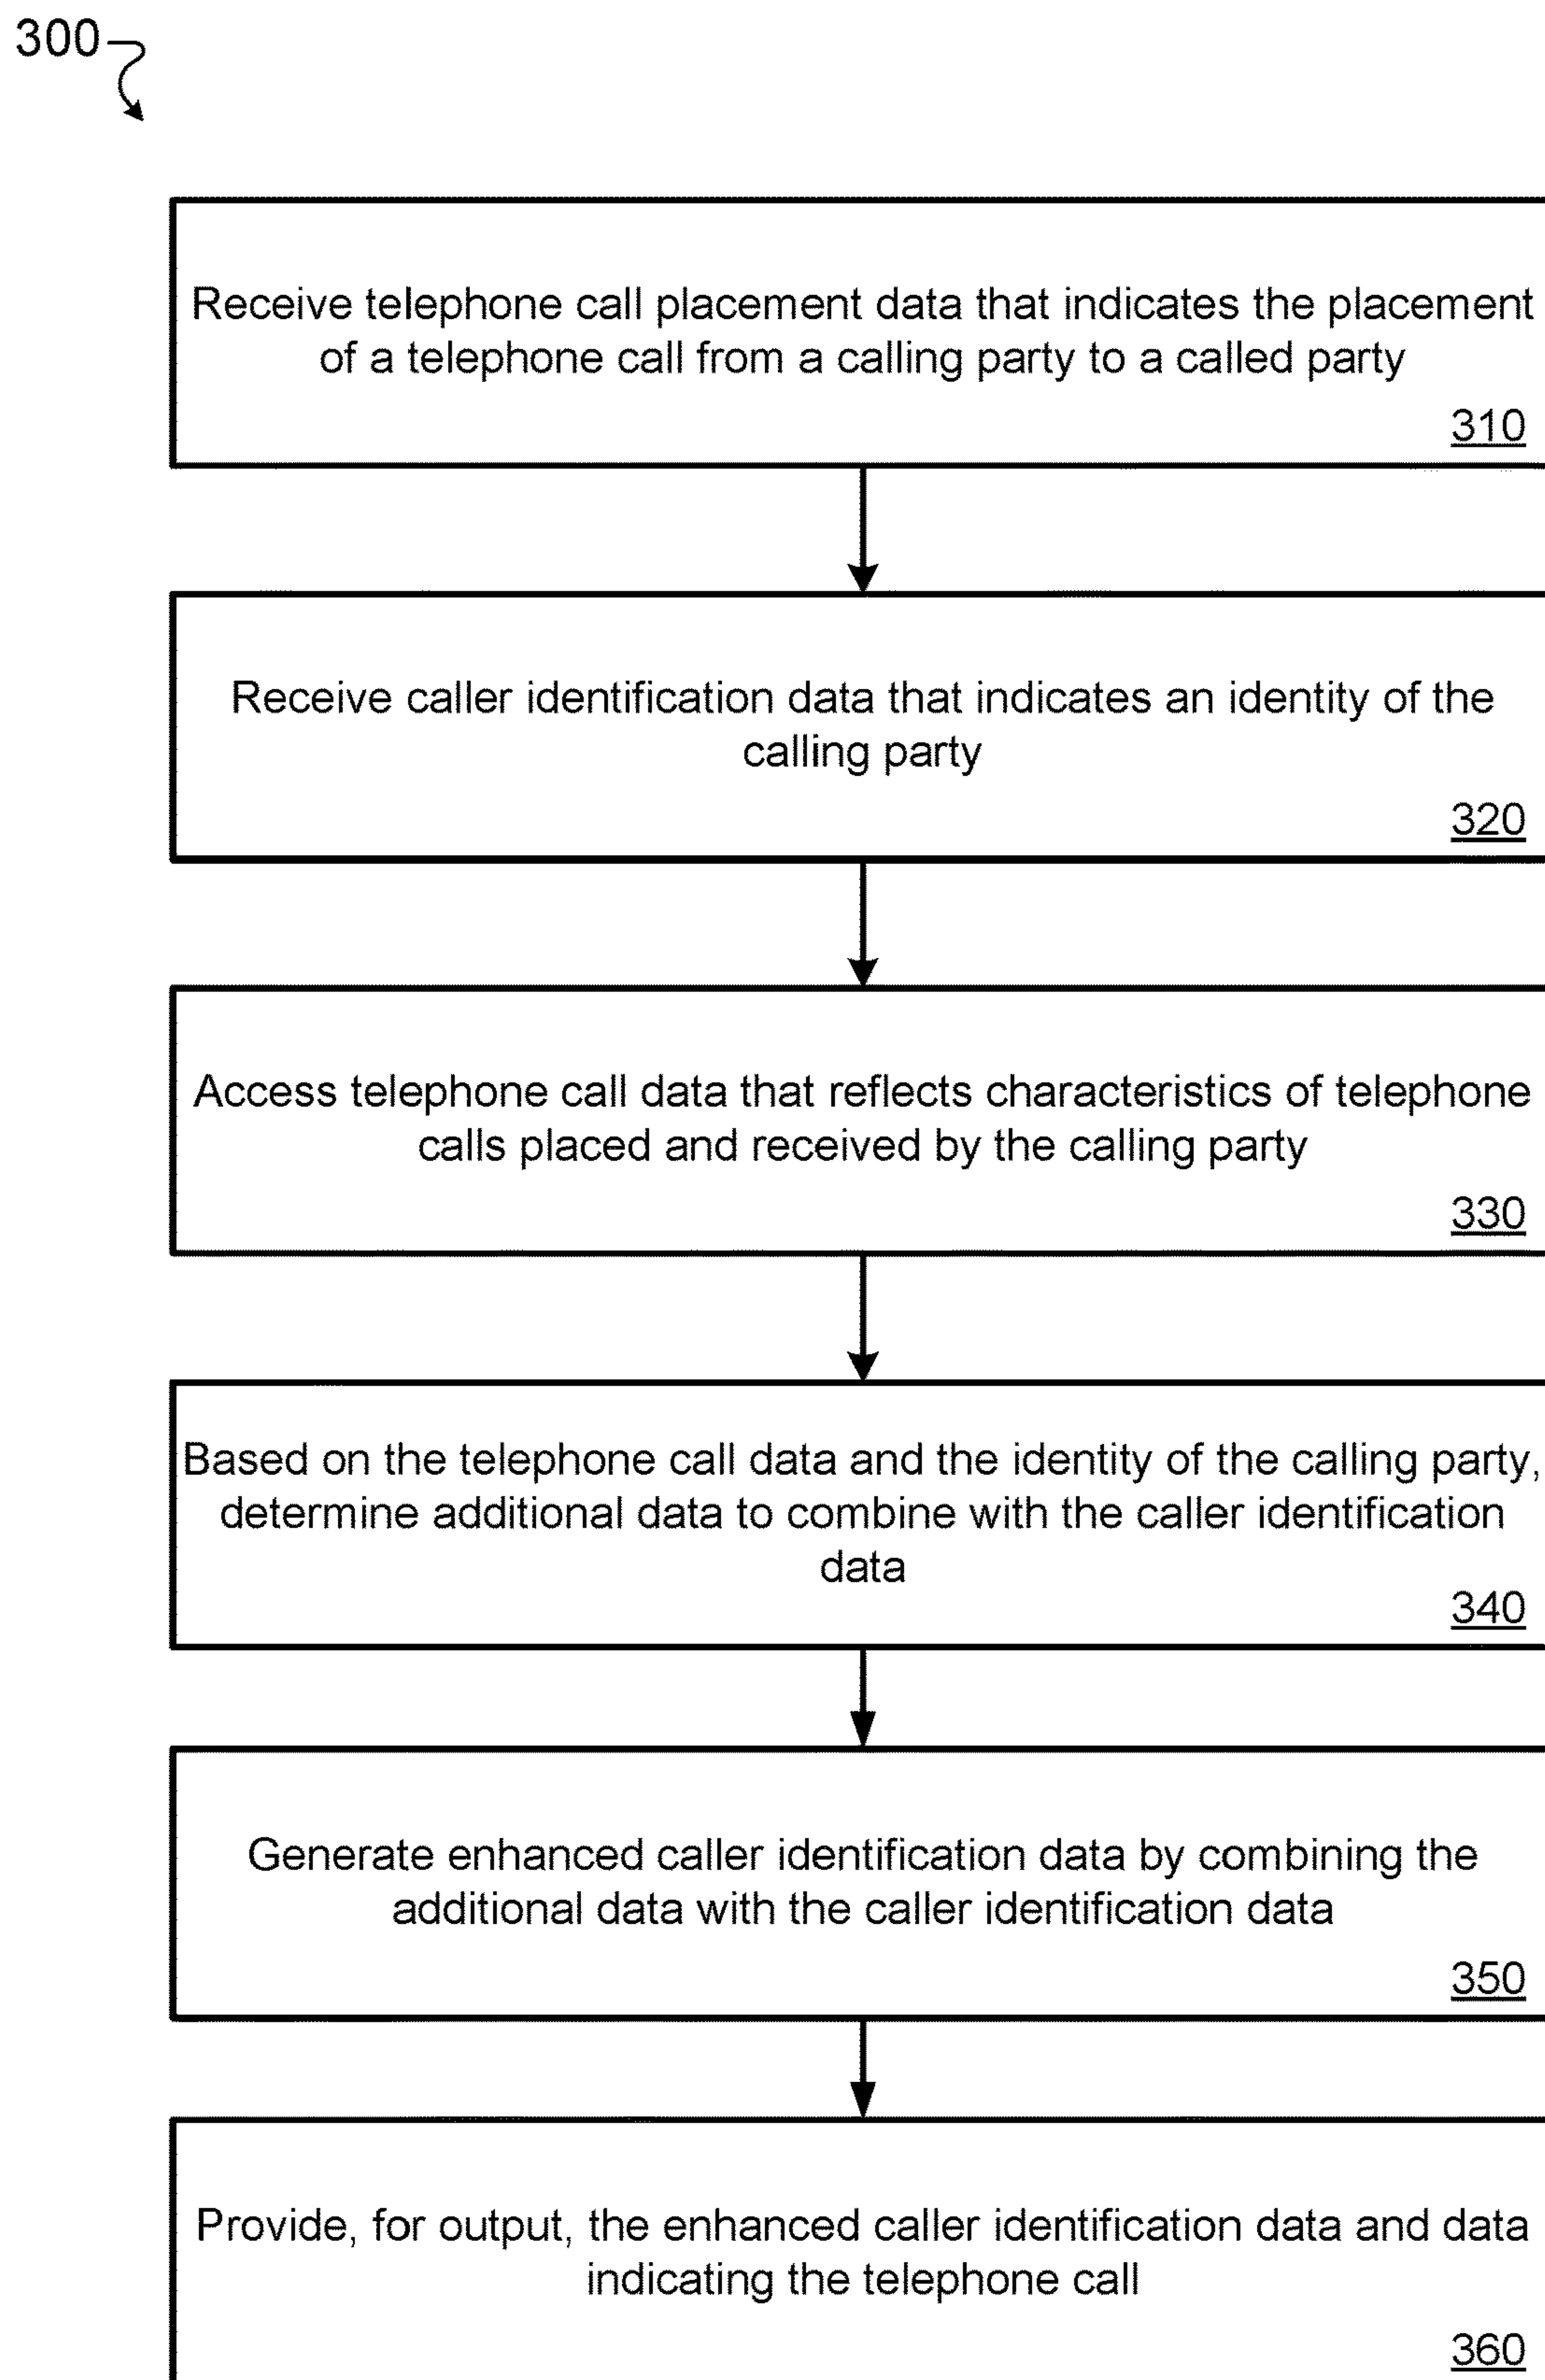 300
Receive telephone call placement data that indicates the placement
of a telephone call from a calling party to a called party
310
Receive caller identification data that indicates an identity of the
calling party
320
Access telephone call data that reflects characteristics of telephone
calls placed and received by the calling party
330
Based on the telephone call data and the identity of the calling party,
determine additional data to combine with the caller identification
data
340
Generate enhanced caller identification data by combining the
additional data with the caller identification data
350
Provide, for output, the enhanced caller identification data and data
indicating the telephone call
360